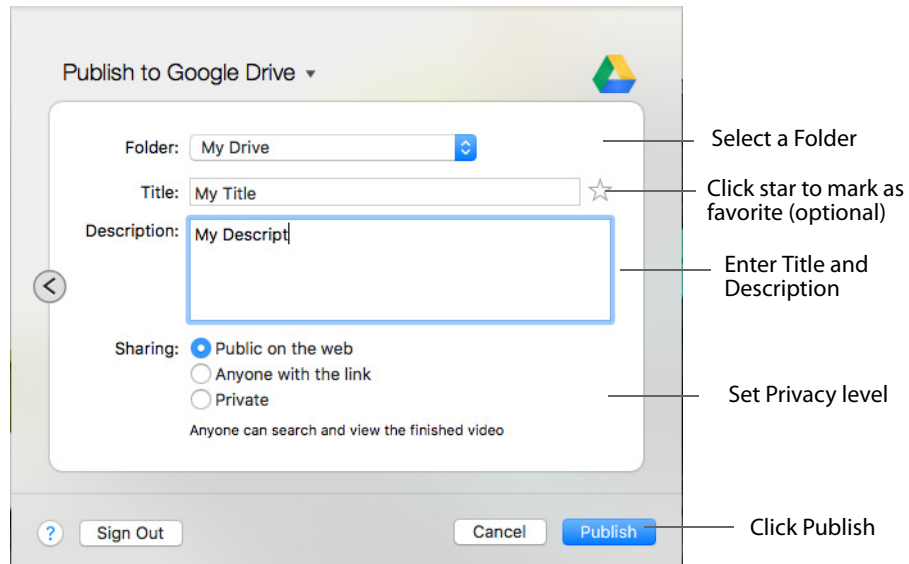 Publish to Google Drive
Folder: My Drive
Select a Folder
Title: My Title
Click star to mark as
favorite (optional)
Description: My Descript
Enter Title and
Description
Sharing: Public on the web
Anyone with the link
Private
Set Privacy level
Anyone can search and view the finished video
? Sign Out Cancel Publish
Click Publish